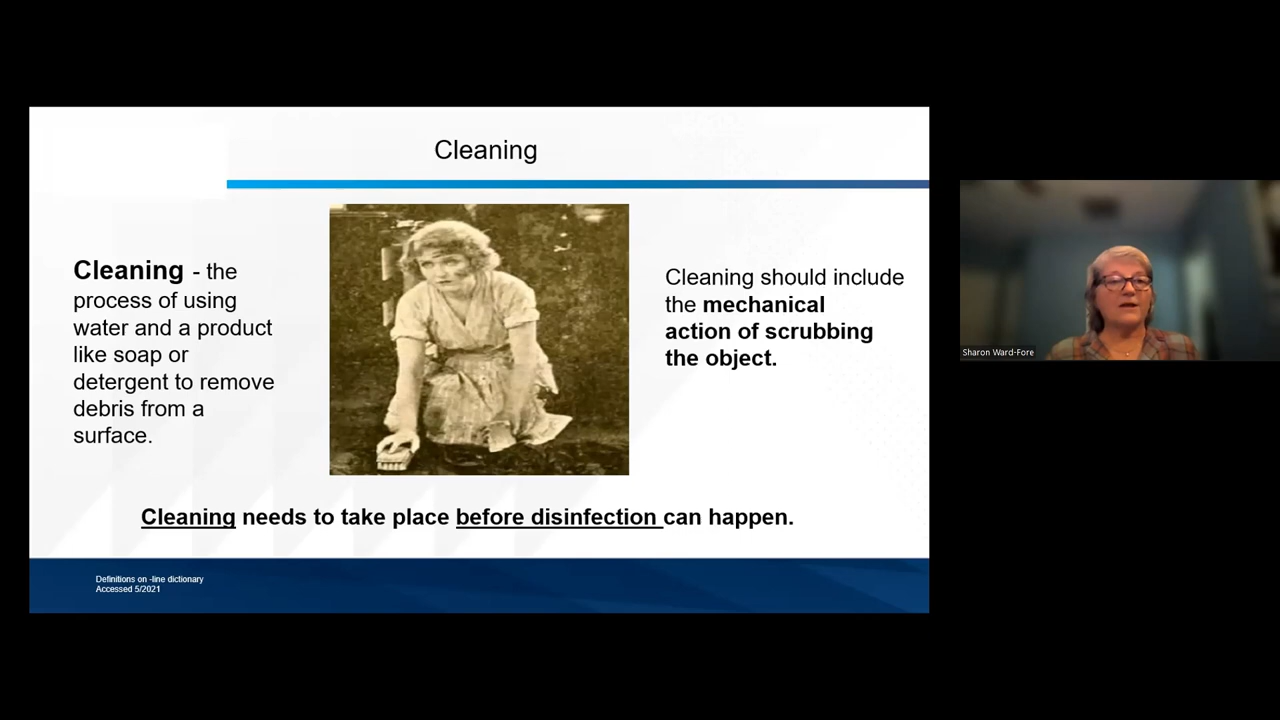 Cleaning
Cleaning - the
process of using
water and a product
like soap or
detergent to remove
debris from a
surface.
Cleaning should include
the mechanical
action of scrubbing
the object.
Cleaning needs to take place before disinfection can happen.
Definitions on -line dictionary
Accessed 5/2021
Sharon Ward-Fore